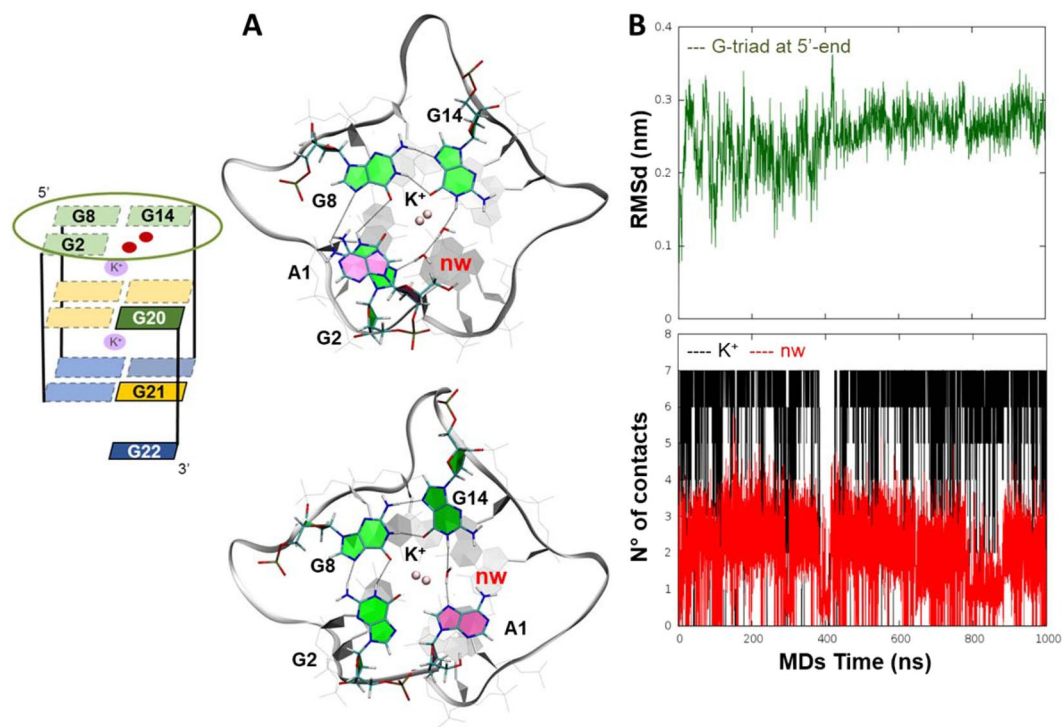 5'
G8
G14
G2
K⁺
G20
K⁺
G21
G22
3'
A
G14
G8
K⁺
A1
nw
G2
G14
G8
K⁺
nw
G2
A1
B
0.4
0.3
0.2
0.1
RMSd (nm)
G-triad at 5'-end
8
7
6
5
4
3
2
1
0
N° of contacts
K⁺ nw
0 200 400 600 800 1000
MDs Time (ns)